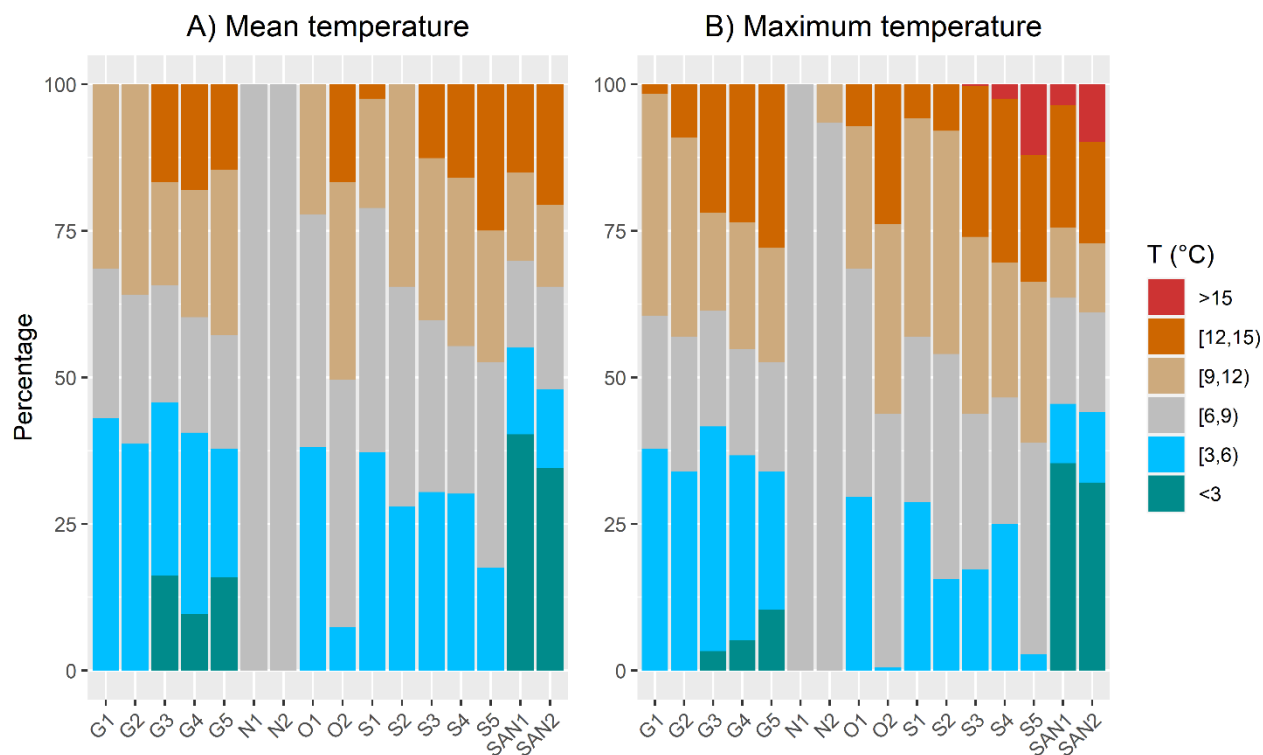 A) Mean temperature
B) Maximum temperature
Percentage
100
75
50
25
0
G1 G2 G3 G4 G5 N1 N2 O1 O2 S1 S2 S3 S4 S5 SAN1 SAN2
100
75
50
25
0
G1 G2 G3 G4 G5 N1 N2 O1 O2 S1 S2 S3 S4 S5 SAN1 SAN2
T (°C)
>15
[12,15)
[9,12)
[6,9)
[3,6)
<3